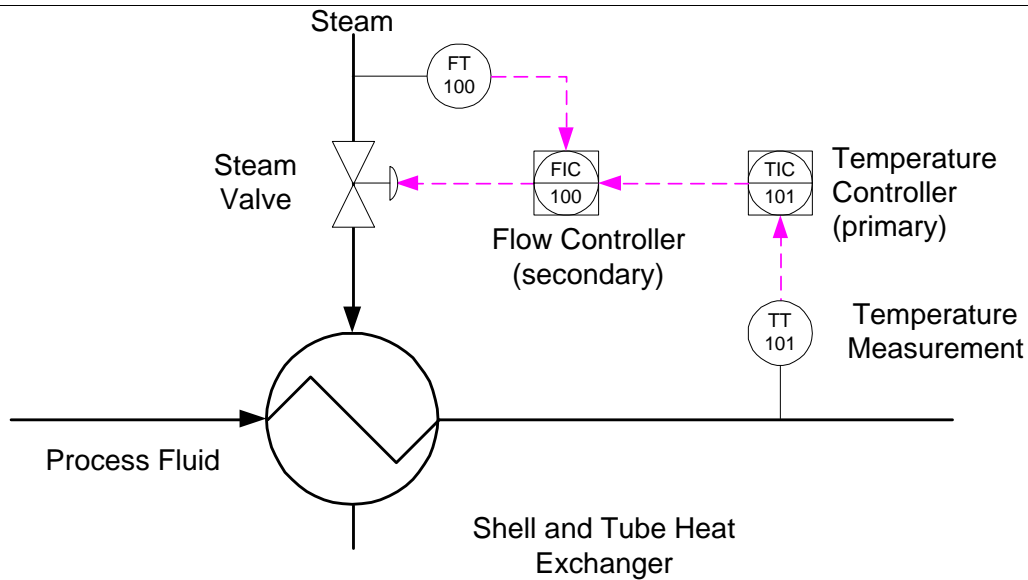 Steam
FT
100
Steam
Valve
FIC
100
TIC
101
Temperature
Controller
(primary)
Flow Controller
(secondary)
TT
101
Temperature
Measurement
Process Fluid
Shell and Tube Heat
Exchanger